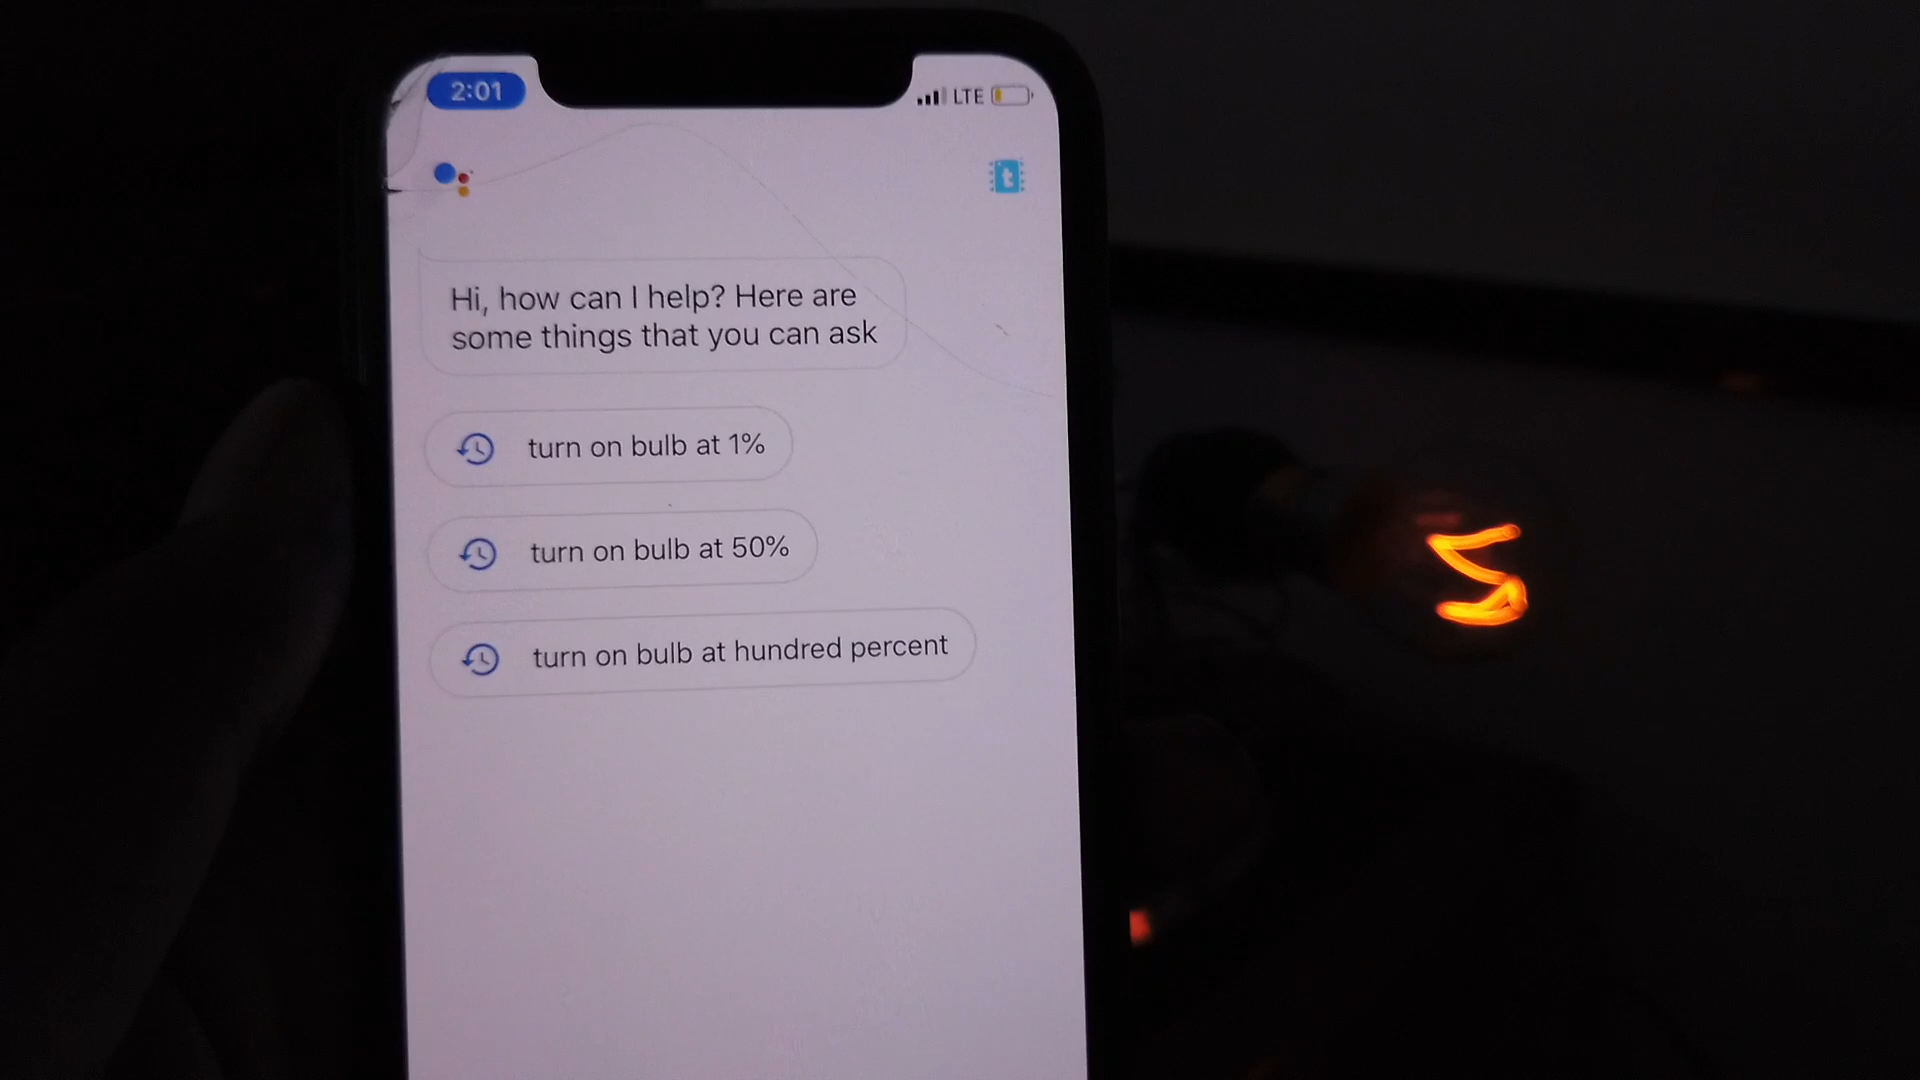 2:01
LTE
t
Hi, how can I help? Here are
some things that you can ask
turn on bulb at 1%
turn on bulb at 50%
turn on bulb at hundred percent